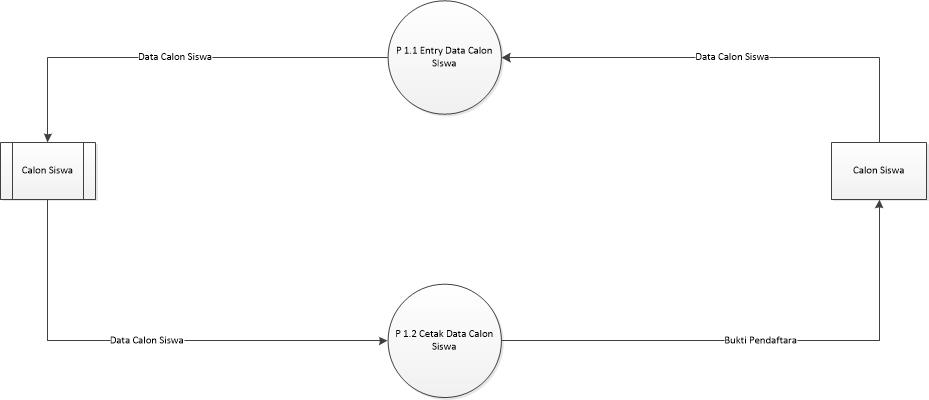 P 1.1 Entry Data Calon
Siswa
Data Calon Siswa
Data Calon Siswa
Calon Siswa
Calon Siswa
P 1.2 Cetak Data Calon
Siswa
Data Calon Siswa
Bukti Pendaftara